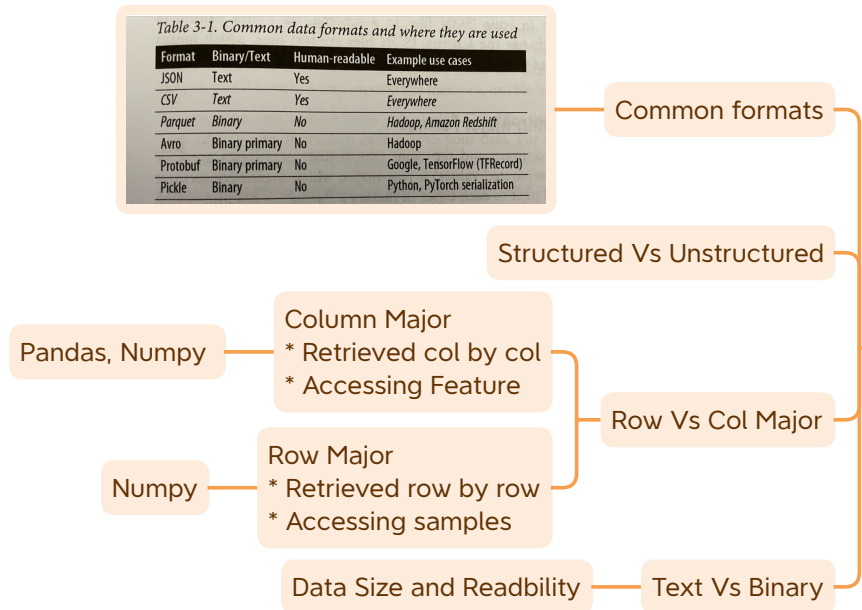 Table 3-1. Common data formats and where they are used
Format Binary/Text Human-readable Example use cases
JSON Text Yes Everywhere
CSV Text Yes Everywhere
Parquet Binary No Hadoop, Amazon Redshift
Avro Binary primary No Hadoop
Protobuf Binary primary No Google, TensorFlow (TFRecord)
Pickle Binary No Python, PyTorch serialization
Common formats
Structured Vs Unstructured
Column Major
* Retrieved col by col
* Accessing Feature
Pandas, Numpy
Row Vs Col Major
Row Major
* Retrieved row by row
* Accessing samples
Numpy
Data Size and Readbility
Text Vs Binary